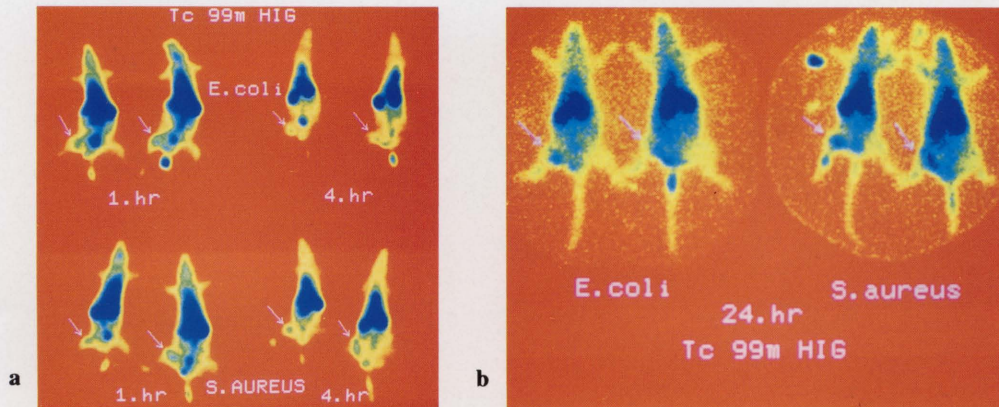 Tc 99m HIG
E.coli
1.hr 4.hr
1.hr S.AUREUS 4.hr
a
E.coli S.aureus
24.hr
Tc 99m HIG
b